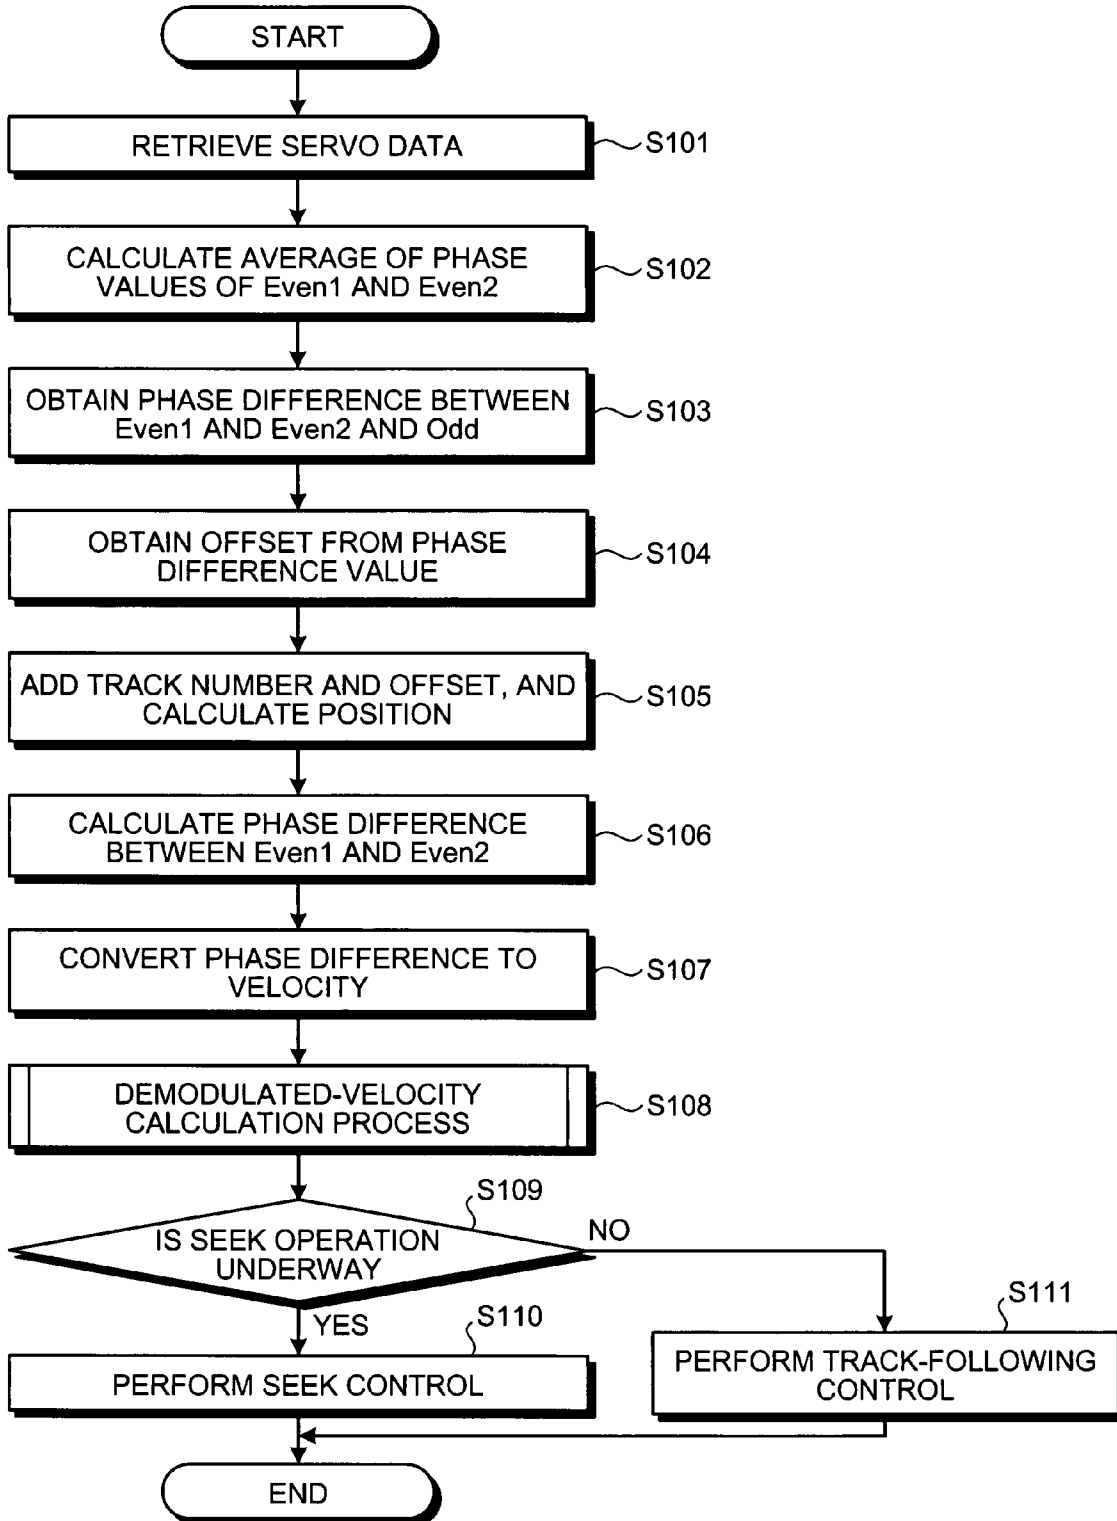 START
RETRIEVE SERVO DATA
S101
CALCULATE AVERAGE OF PHASE
VALUES OF Even1 AND Even2
S102
OBTAIN PHASE DIFFERENCE BETWEEN
Even1 AND Even2 AND Odd
S103
OBTAIN OFFSET FROM PHASE
DIFFERENCE VALUE
S104
ADD TRACK NUMBER AND OFFSET, AND
CALCULATE POSITION
S105
CALCULATE PHASE DIFFERENCE
BETWEEN Even1 AND Even2
S106
CONVERT PHASE DIFFERENCE TO
VELOCITY
S107
DEMODULATED-VELOCITY
CALCULATION PROCESS
S108
S109
IS SEEK OPERATION
UNDERWAY
NO
YES
S110
PERFORM SEEK CONTROL
S111
PERFORM TRACK-FOLLOWING
CONTROL
END